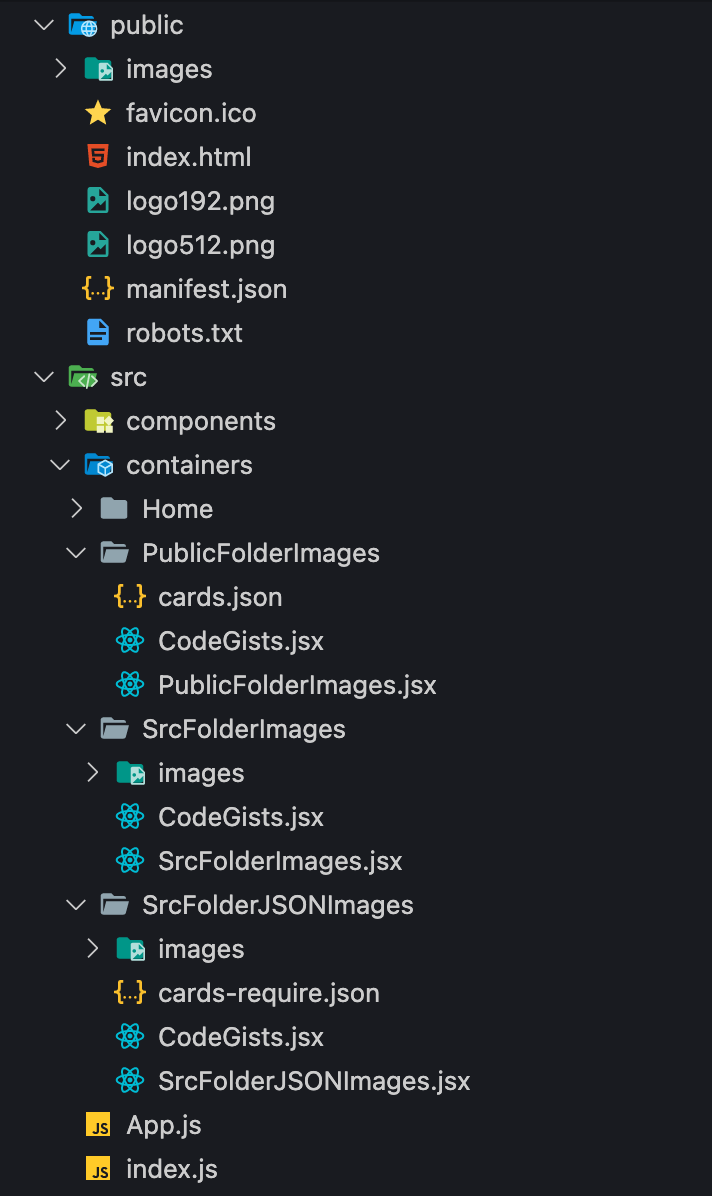 public
images
favicon.ico
index.html
logo192.png
logo512.png
manifest.json
robots.txt
src
components
containers
Home
PublicFolderImages
cards.json
CodeGists.jsx
PublicFolderImages.jsx
SrcFolderImages
images
CodeGists.jsx
SrcFolderImages.jsx
SrcFolderJSONImages
images
cards-require.json
CodeGists.jsx
SrcFolderJSONImages.jsx
JS App.js
JS index.js